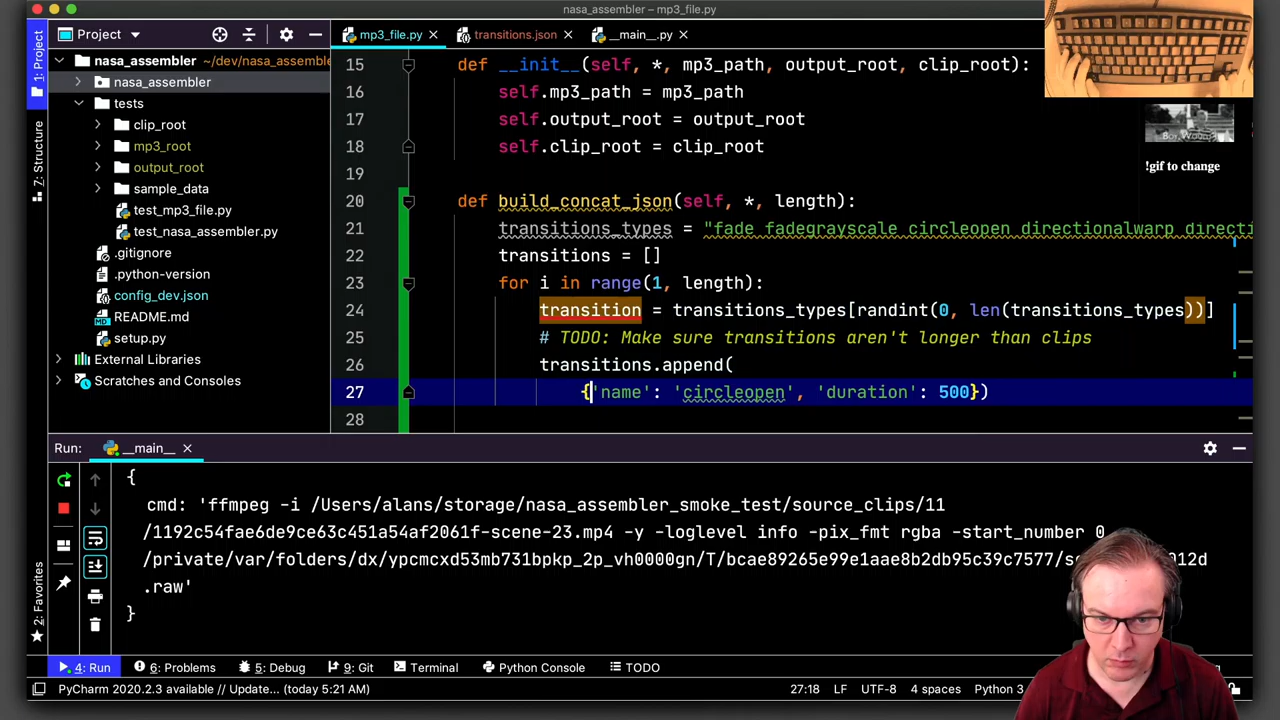 nasa_assembler – mp3_file.py
Project
mp3_file.py
transitions.json
__main__.py
1: Project
7: Structure
2: Favorites
nasa_assembler ~/dev/nasa_assemble
nasa_assembler
tests
clip_root
mp3_root
output_root
sample_data
test_mp3_file.py
test_nasa_assembler.py
.gitignore
.python-version
config_dev.json
README.md
setup.py
External Libraries
Scratches and Consoles
15 def __init__(self, *, mp3_path, output_root, clip_root):
16 self.mp3_path = mp3_path
17 self.output_root = output_root
18 self.clip_root = clip_root
19
20 def build_concat_json(self, *, length):
21 transitions_types = "fade fadegrayscale circleopen directionalwarp directi
22 transitions = []
23 for i in range(1, length):
24 transition = transitions_types[randint(0, len(transitions_types))]
25 # TODO: Make sure transitions aren't longer than clips
26 transitions.append(
27 {'name': 'circleopen', 'duration': 500})
28
!gif to change
Run: __main__
{
cmd: 'ffmpeg -i /Users/alans/storage/nasa_assembler_smoke_test/source_clips/11
/1192c54fae6de9ce63c451a54af2061f-scene-23.mp4 -y -loglevel info -pix_fmt rgba -start_number 0
/private/var/folders/dx/ypcmcxd53mb731bpkp_2p_vh0000gn/T/bcae89265e99e1aae8b2db95c39c7577/sc
012d
.raw'
}
4: Run
6: Problems
5: Debug
9: Git
Terminal
Python Console
TODO
PyCharm 2020.2.3 available // Update... (today 5:21 AM)
27:18 LF UTF-8 4 spaces Python 3